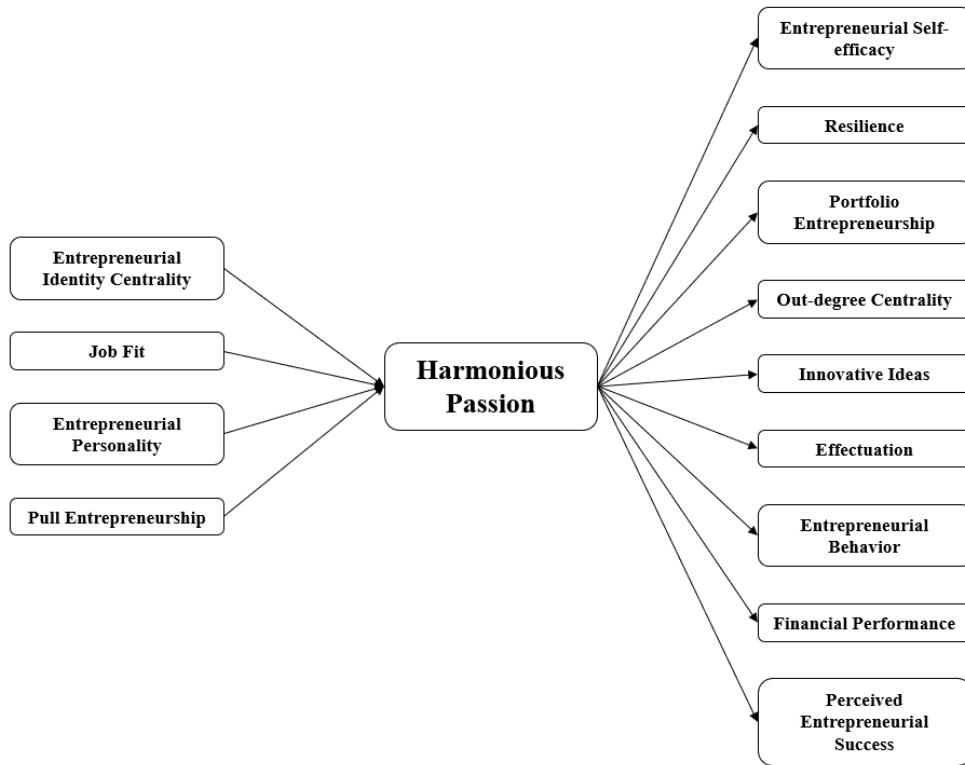 Entrepreneurial
Identity Centrality
Job Fit
Entrepreneurial
Personality
Pull Entrepreneurship
Harmonious
Passion
Entrepreneurial Self-
efficacy
Resilience
Portfolio
Entrepreneurship
Out-degree Centrality
Innovative Ideas
Effectuation
Entrepreneurial
Behavior
Financial Performance
Perceived
Entrepreneurial
Success